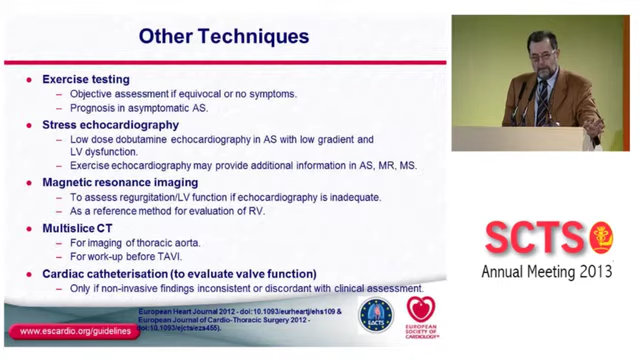 Other Techniques
Exercise testing
– Objective assessment if equivocal or no symptoms.
– Prognosis in asymptomatic AS.
Stress echocardiography
– Low dose dobutamine echocardiography in AS with low gradient and
LV dysfunction.
– Exercise echocardiography may provide additional information in AS, MR, MS.
Magnetic resonance imaging
– To assess regurgitation/LV function if echocardiography is inadequate.
– As a reference method for evaluation of RV.
Multislice CT
– For imaging of thoracic aorta.
– For work-up before TAVI.
Cardiac catheterisation (to evaluate valve function)
– Only if non-invasive findings inconsistent or discordant with clinical assessment.
European Heart Journal 2012 - doi:10.1093/eurheartj/ehs109 &
European Journal of Cardio-Thoracic Surgery 2012 -
doi:10.1093/ejcts/ezs455).
www.escardio.org/guidelines
EACTS
EUROPEAN
SOCIETY OF
CARDIOLOGY
SCTS
Annual Meeting 2013